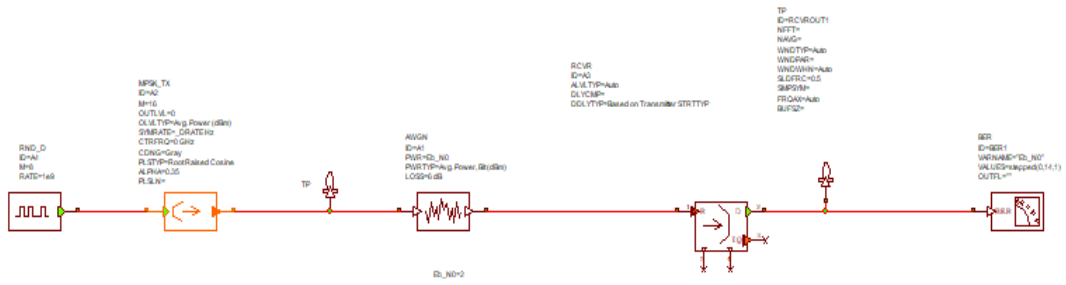 TP
ID=RCVROUT1
NFFT=
NAVG=
WNDTYP=Auto
WNDPAR=
WNDWHN=Auto
SLDFRC=0.5
SMPSYM=
FRQAX=Auto
BUFSZ=
RCVR
ID=A3
ALVLTYP=Auto
DLYCMP=
DDLYTYP=Based on Transmitter STRTTYP
MPSK_TX
ID=A2
M=16
OUTLVL=0
OLVLTYP=Avg. Power (dBm)
SYMRATE=_DRATE Hz
CTRFRQ=0 GHz
CDNG=Gray
PLSTYP=Root Raised Cosine
ALPHA=0.35
PLSLN=
RND_D
ID=A4
RATE=1e9
TP
AWGN
ID=A1
PWR=Eb_N0
PWRTYP=Avg. Power, Bit(dBm)
LOSS=6 dB
BER
ID=BER1
VARNAME="Eb_N0"
VALUES=stepped(0,14,1)
OUTFL=""
R
D
IQ
BER
Eb_N0=2